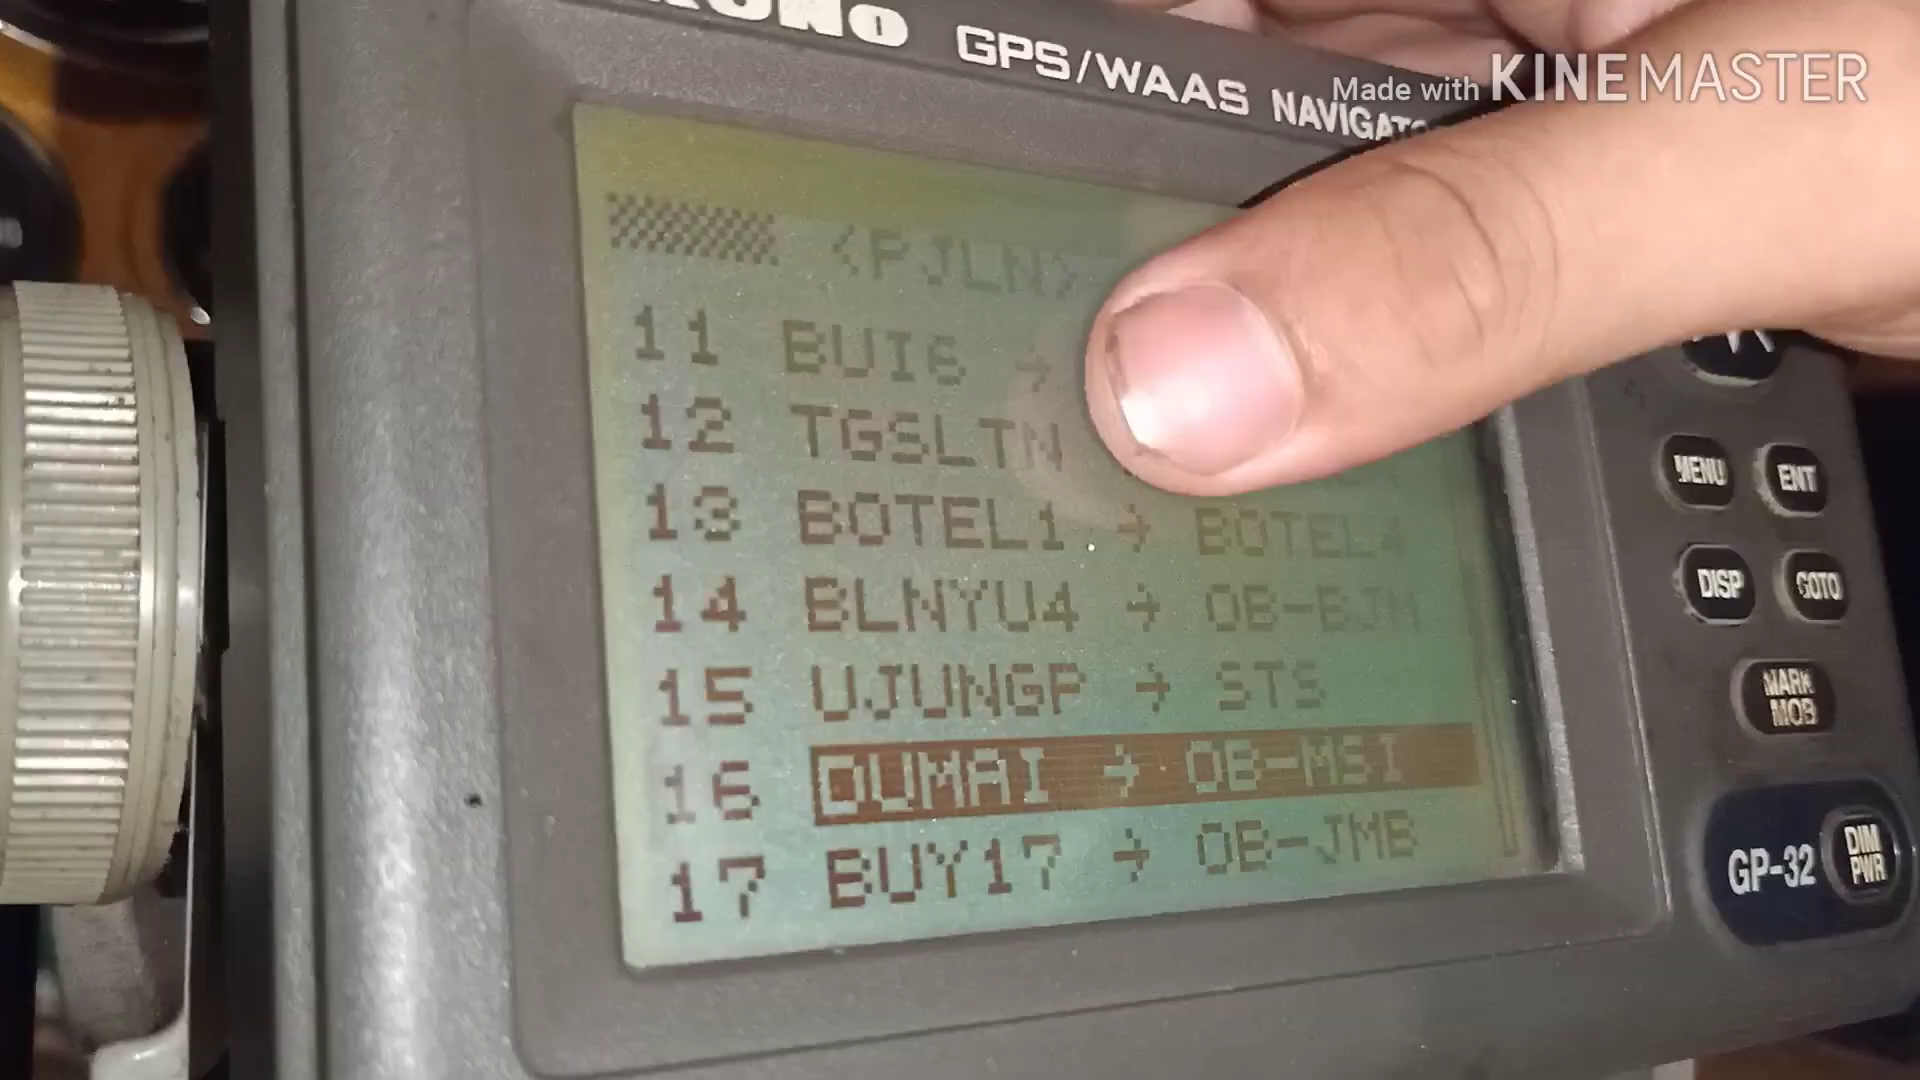 GPS/WAAS
Made with KINEMASTER
<PJLN>
11 BUI6 →
12 TGSLTN
13 BOTEL1 → BOTEL4
14 BLNYU4 → OB-BJM
15 UJUNGP → STS
16 DUMAI → OB-MSI
17 BUY17 → OB-JMB
MENU
ENT
DISP
GOTO
MARK
MOB
GP-32
DIM
PWR